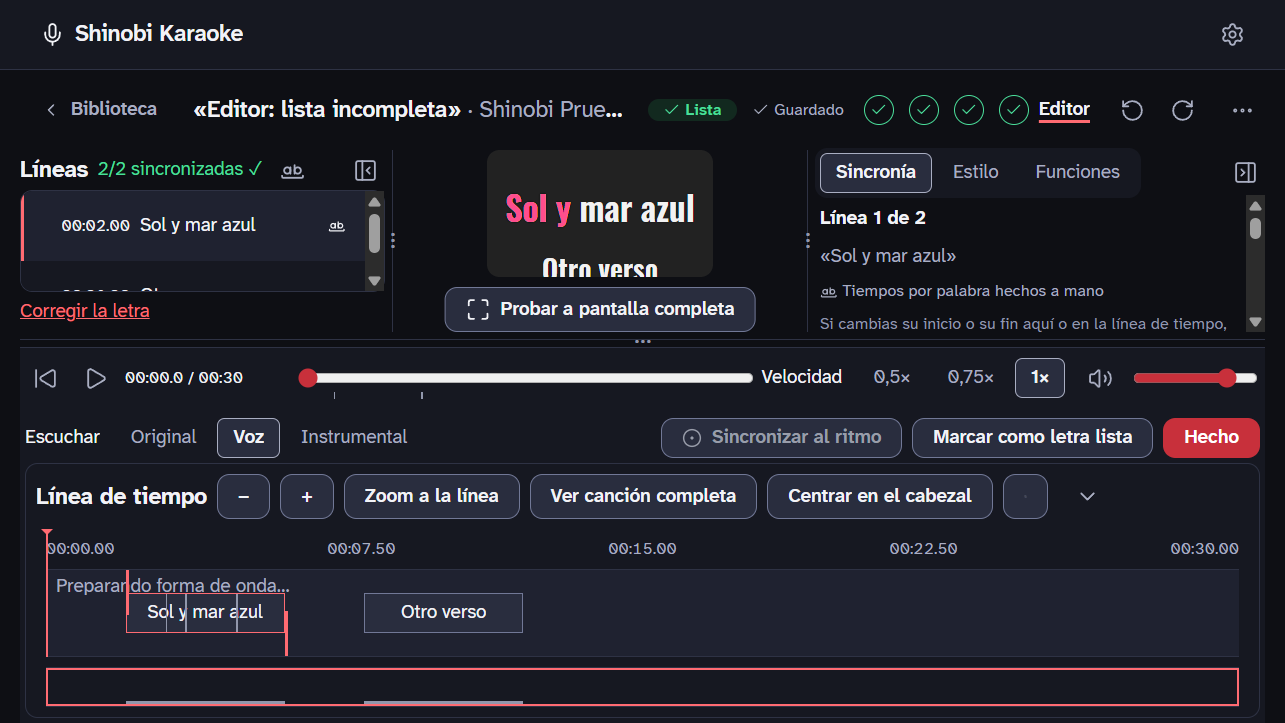 Shinobi Karaoke
Biblioteca
«Editor: lista incompleta» · Shinobi Prue...
Lista
Guardado
Editor
Líneas 2/2 sincronizadas ✓ ab
00:02.00 Sol y mar azul ab
Corregir la letra
Sol y mar azul
Otro verso
Probar a pantalla completa
Sincronía Estilo Funciones
Línea 1 de 2
«Sol y mar azul»
ab Tiempos por palabra hechos a mano
Si cambias su inicio o su fin aquí o en la línea de tiempo,
00:00.0 / 00:30
Velocidad 0,5× 0,75× 1×
Escuchar Original Voz Instrumental
Sincronizar al ritmo Marcar como letra lista Hecho
Línea de tiempo − + Zoom a la línea Ver canción completa Centrar en el cabezal
00:00.00 00:07.50 00:15.00 00:22.50 00:30.00
Preparando forma de onda...
Sol y mar azul Otro verso